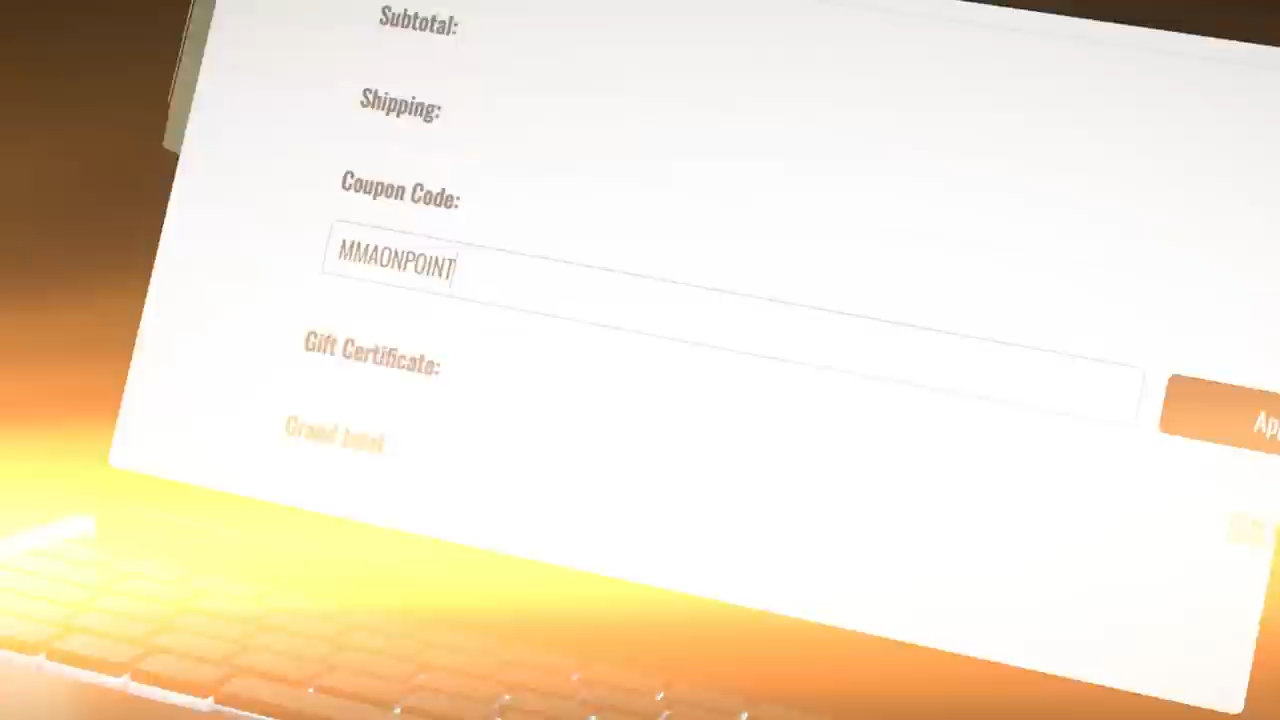 Subtotal:
Shipping:
Coupon Code:
MMAONPOINT
Gift Certificate:
Grand total